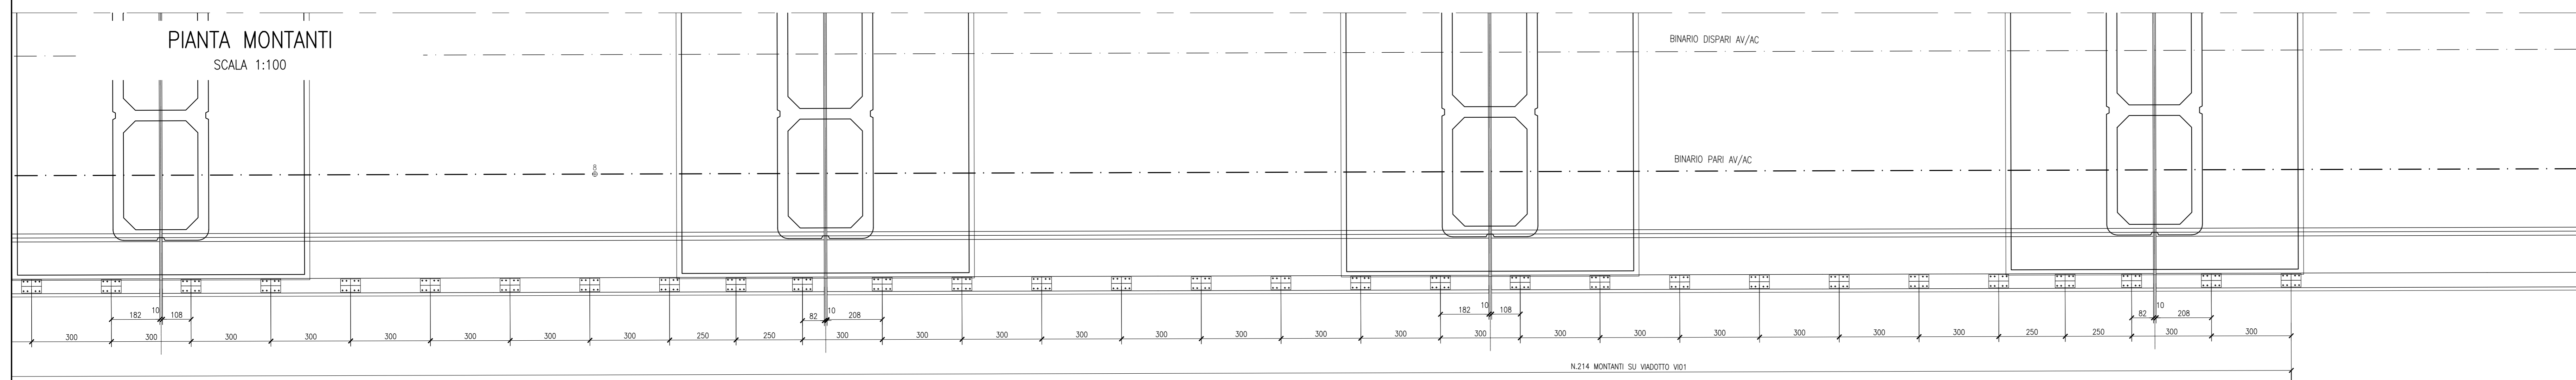 PIANTA MONTANTI
SCALA 1:100
BINARIO DISPARI AV/AC
BINARIO PARI AV/AC
182 10 108 82 10 208 182 10 108 82 10 208
300 300 300 300 300 300 300 300 250 250 300 300 300 300 300 300 300 300 300 300 300 300 300 300 300 250 250 300 300
N.214 MONTANTI SU VIADOTTO VI01